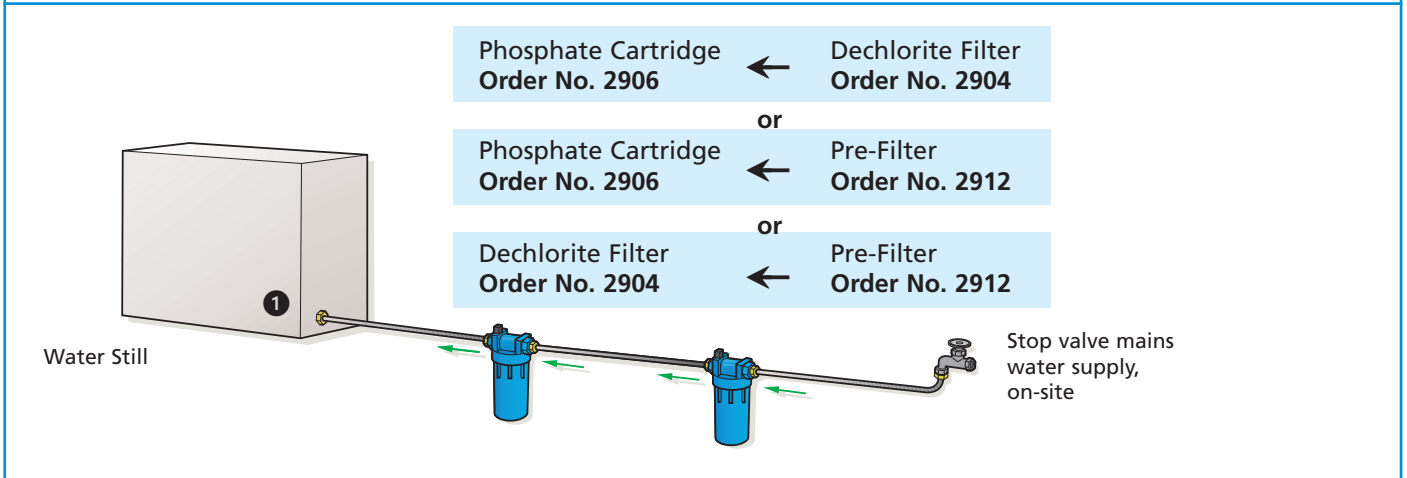 Phosphate Cartridge
Order No. 2906
Dechlorite Filter
Order No. 2904
or
Phosphate Cartridge
Order No. 2906
Pre-Filter
Order No. 2912
or
Dechlorite Filter
Order No. 2904
Pre-Filter
Order No. 2912
1
Water Still
Stop valve mains
water supply,
on-site